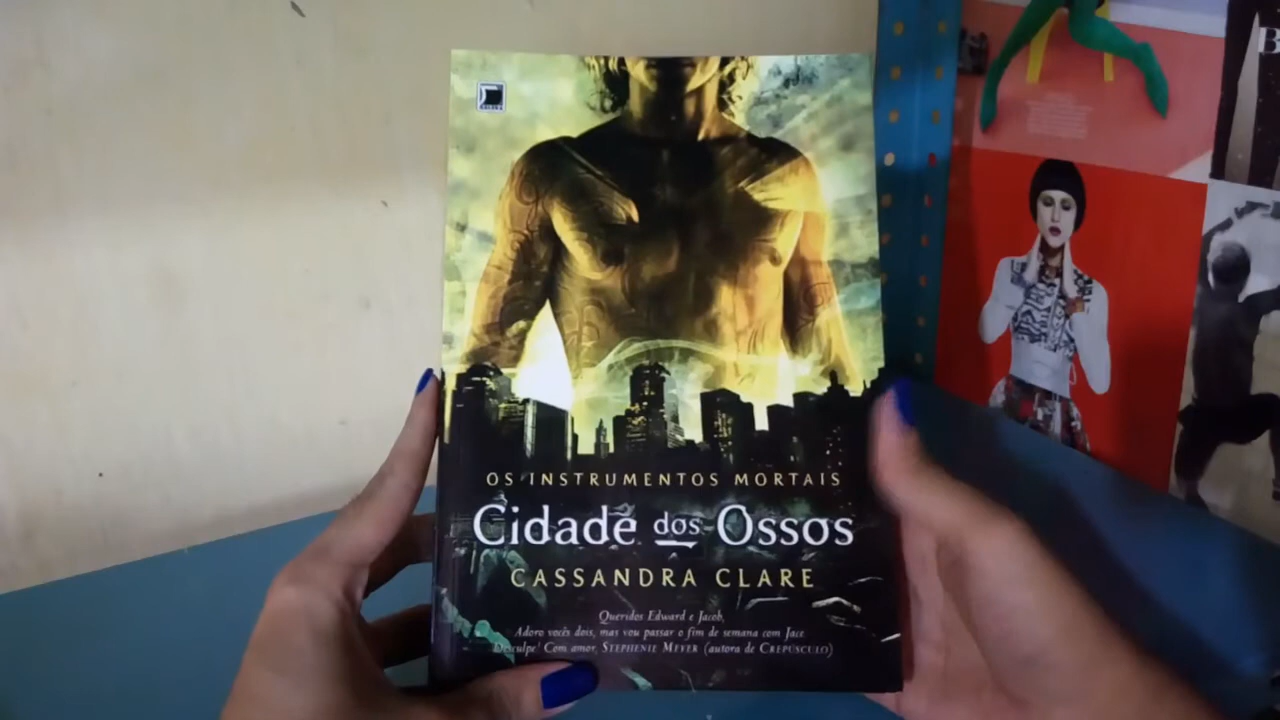 GALERA
OS INSTRUMENTOS MORTAIS
Cidade dos Ossos
CASSANDRA CLARE
Queridos Edward e Jacob,
Adoro vocês dois, mas vou passar o fim de semana com Jace.
Desculpe! Com amor, STEPHENIE MEYER (autora de CREPÚSCULO)
B